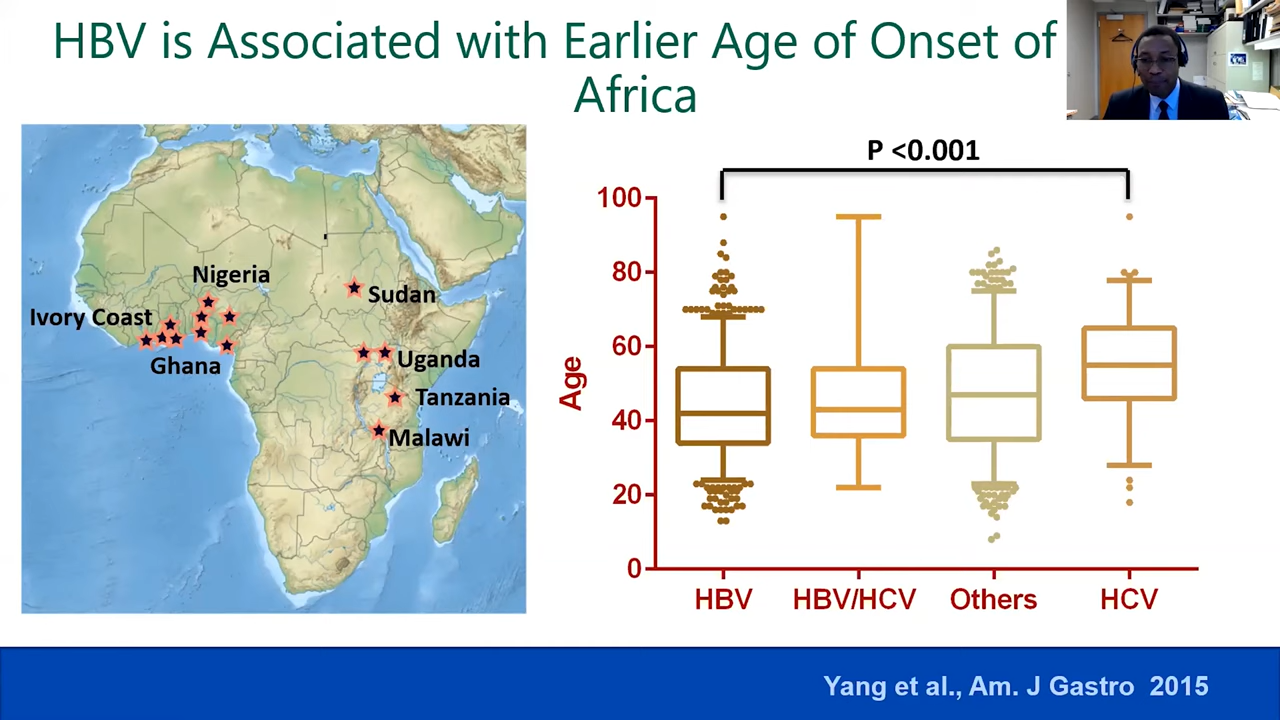 HBV is Associated with Earlier Age of Onset of
Africa
Nigeria
Sudan
Ivory Coast
Ghana
Uganda
Tanzania
Malawi
P <0.001
100
80
60
40
20
0
Age
HBV
HBV/HCV
Others
HCV
Yang et al., Am. J Gastro 2015